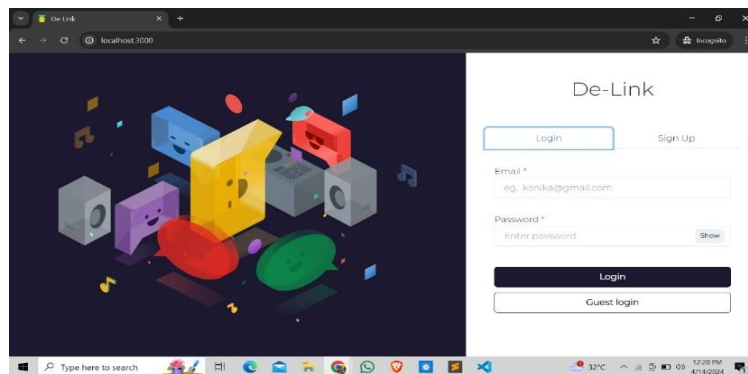 De-Link
localhost:3000
Incognito
De-Link
Login Sign Up
Email *
eg. kanika@gmail.com
Password *
Enter password Show
Login
Guest login
Type here to search
32°C
12:20 PM
4/14/2024